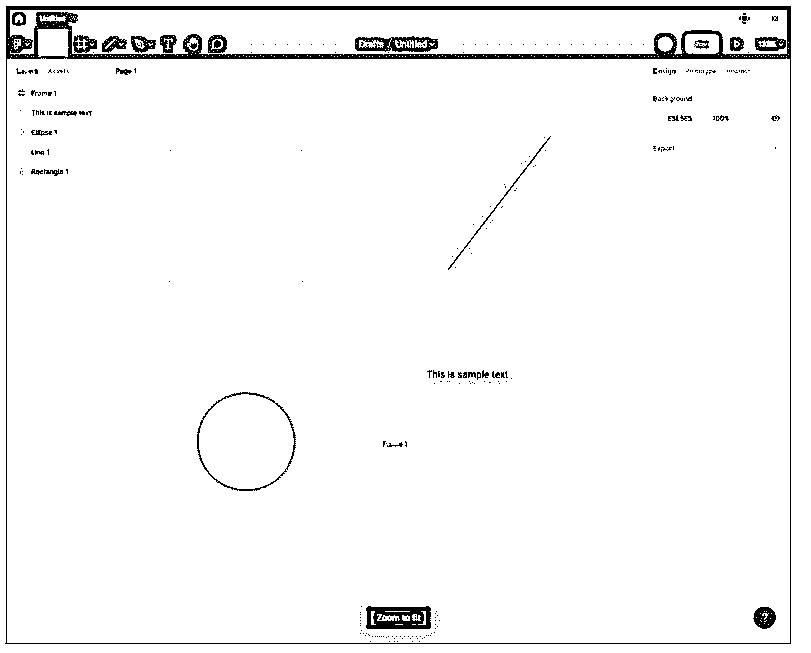 Untitled
Drafts / Untitled
Layers Assets Page 1
Design Prototype Inspect
Frame 1
Background
This is sample text
E5E5E5 100%
Ellipse 1
Line 1
Export
Rectangle 1
This is sample text
Frame 1
Zoom to fit
?